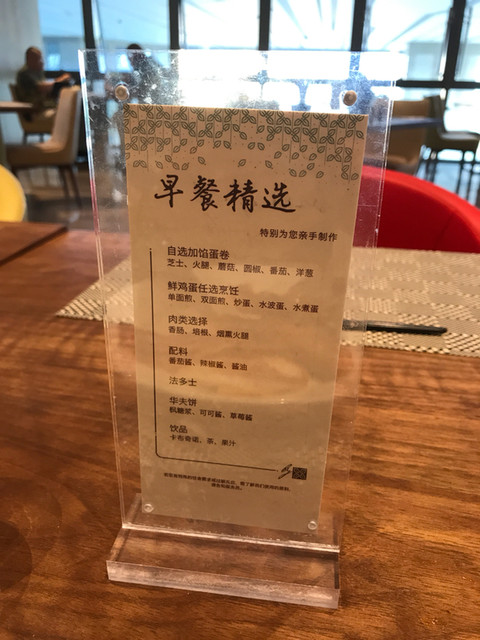 早餐精选
特别为您亲手制作
自选加馅蛋卷
芝士、火腿、蘑菇、圆椒、番茄、洋葱
鲜鸡蛋任选烹饪
单面煎、双面煎、炒蛋、水波蛋、水煮蛋
肉类选择
香肠、培根、烟熏火腿
配料
番茄酱、辣椒酱、酱油
法多士
华夫饼
枫糖浆、可可酱、草莓酱
饮品
卡布奇诺、茶、果汁